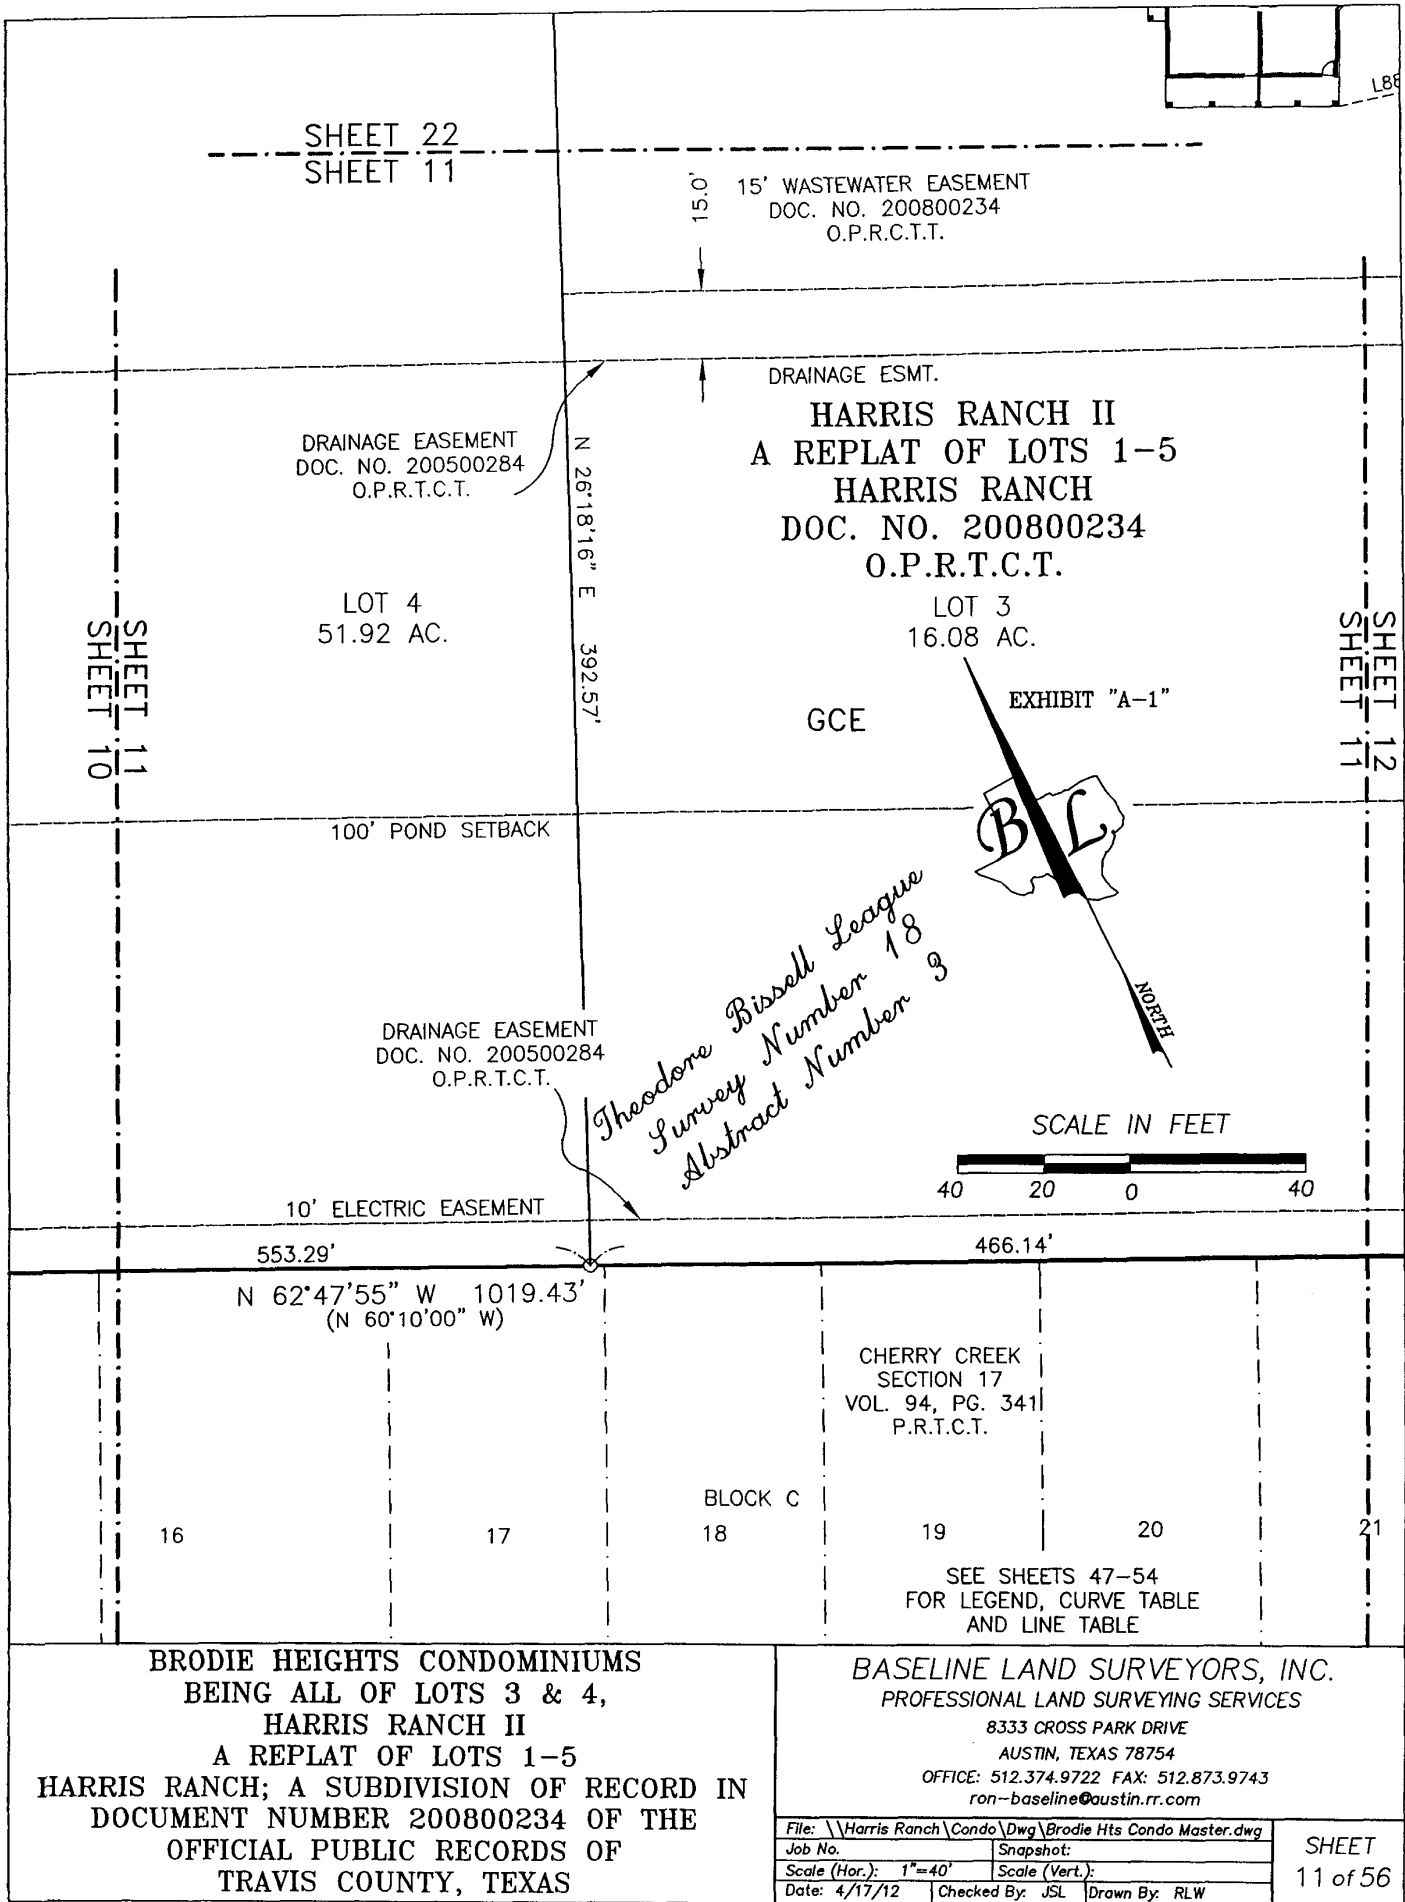 L88
SHEET 22
SHEET 11
15.0'
15' WASTEWATER EASEMENT
DOC. NO. 200800234
O.P.R.C.T.T.
DRAINAGE ESMT.
HARRIS RANCH II
A REPLAT OF LOTS 1-5
HARRIS RANCH
DOC. NO. 200800234
O.P.R.T.C.T.
DRAINAGE EASEMENT
DOC. NO. 200500284
O.P.R.T.C.T.
N 26°18'16" E 392.57'
LOT 4
51.92 AC.
LOT 3
16.08 AC.
SHEET 11
SHEET 10
SHEET 12
SHEET 11
EXHIBIT "A-1"
GCE
B L
NORTH
100' POND SETBACK
Theodore Bissell League
Survey Number 18
Abstract Number 3
DRAINAGE EASEMENT
DOC. NO. 200500284
O.P.R.T.C.T.
SCALE IN FEET
40 20 0 40
10' ELECTRIC EASEMENT
553.29'
466.14'
N 62°47'55" W 1019.43'
(N 60°10'00" W)
CHERRY CREEK
SECTION 17
VOL. 94, PG. 341
P.R.T.C.T.
BLOCK C
16 17 18 19 20 21
SEE SHEETS 47-54
FOR LEGEND, CURVE TABLE
AND LINE TABLE
BRODIE HEIGHTS CONDOMINIUMS
BEING ALL OF LOTS 3 & 4,
HARRIS RANCH II
A REPLAT OF LOTS 1-5
HARRIS RANCH; A SUBDIVISION OF RECORD IN
DOCUMENT NUMBER 200800234 OF THE
OFFICIAL PUBLIC RECORDS OF
TRAVIS COUNTY, TEXAS
BASELINE LAND SURVEYORS, INC.
PROFESSIONAL LAND SURVEYING SERVICES
8333 CROSS PARK DRIVE
AUSTIN, TEXAS 78754
OFFICE: 512.374.9722 FAX: 512.873.9743
ron-baseline@austin.rr.com
File: \\Harris Ranch\Condo\Dwg\Brodie Hts Condo Master.dwg
Job No. Snapshot:
Scale (Hor.): 1"=40' Scale (Vert.):
Date: 4/17/12 Checked By: JSL Drawn By: RLW
SHEET
11 of 56